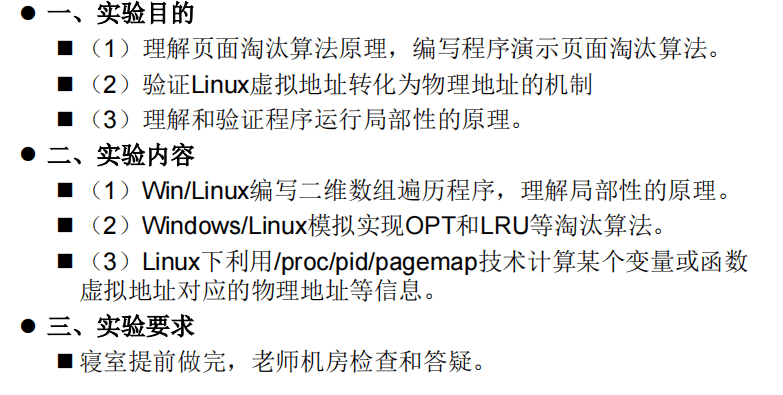 ● 一、实验目的
■（1）理解页面淘汰算法原理，编写程序演示页面淘汰算法。
■（2）验证Linux虚拟地址转化为物理地址的机制
■（3）理解和验证程序运行局部性的原理。
● 二、实验内容
■（1）Win/Linux编写二维数组遍历程序，理解局部性的原理。
■（2）Windows/Linux模拟实现OPT和LRU等淘汰算法。
■（3）Linux下利用/proc/pid/pagemap技术计算某个变量或函数
虚拟地址对应的物理地址等信息。
● 三、实验要求
■ 寝室提前做完，老师机房检查和答疑。